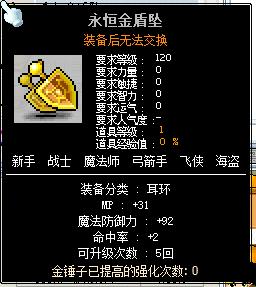 永恒金盾坠
装备后无法交换
要求等级： 120
要求力量： 0
要求敏捷： 0
要求智力： 0
要求运气： 0
要求人气度： -
道具等级： 1
道具经验值： 0 %
新手 战士 魔法师 弓箭手 飞侠 海盗
装备分类 : 耳环
MP : +31
魔法防御力 : +92
命中率 : +2
可升级次数 : 5回
金锤子已提高的强化次数: 0